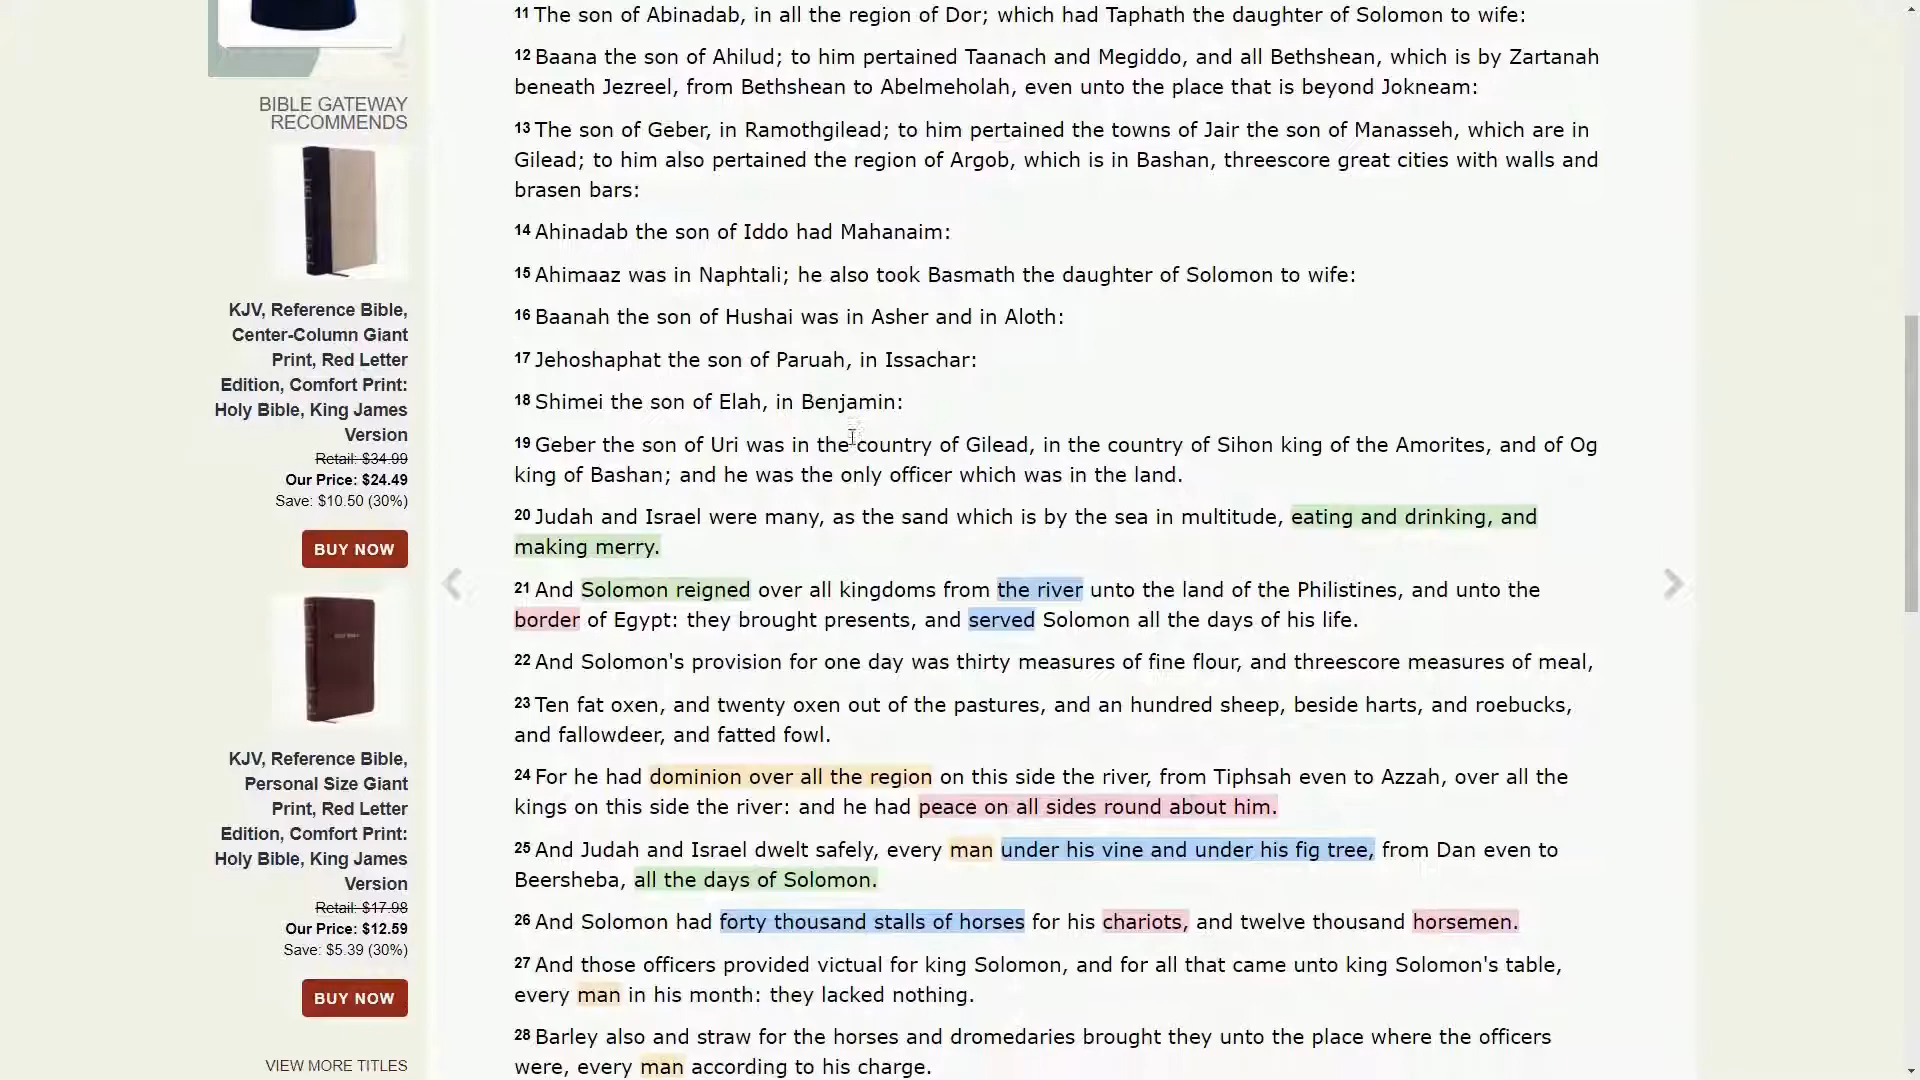 BIBLE GATEWAY
RECOMMENDS
KJV, Reference Bible,
Center-Column Giant
Print, Red Letter
Edition, Comfort Print:
Holy Bible, King James
Version
Retail: $34.99
Our Price: $24.49
Save: $10.50 (30%)
BUY NOW
KJV, Reference Bible,
Personal Size Giant
Print, Red Letter
Edition, Comfort Print:
Holy Bible, King James
Version
Retail: $17.98
Our Price: $12.59
Save: $5.39 (30%)
BUY NOW
VIEW MORE TITLES
11 The son of Abinadab, in all the region of Dor; which had Taphath the daughter of Solomon to wife:
12 Baana the son of Ahilud; to him pertained Taanach and Megiddo, and all Bethshean, which is by Zartanah
beneath Jezreel, from Bethshean to Abelmeholah, even unto the place that is beyond Jokneam:
13 The son of Geber, in Ramothgilead; to him pertained the towns of Jair the son of Manasseh, which are in
Gilead; to him also pertained the region of Argob, which is in Bashan, threescore great cities with walls and
brasen bars:
14 Ahinadab the son of Iddo had Mahanaim:
15 Ahimaaz was in Naphtali; he also took Basmath the daughter of Solomon to wife:
16 Baanah the son of Hushai was in Asher and in Aloth:
17 Jehoshaphat the son of Paruah, in Issachar:
18 Shimei the son of Elah, in Benjamin:
19 Geber the son of Uri was in the country of Gilead, in the country of Sihon king of the Amorites, and of Og
king of Bashan; and he was the only officer which was in the land.
20 Judah and Israel were many, as the sand which is by the sea in multitude, eating and drinking, and
making merry.
21 And Solomon reigned over all kingdoms from the river unto the land of the Philistines, and unto the
border of Egypt: they brought presents, and served Solomon all the days of his life.
22 And Solomon's provision for one day was thirty measures of fine flour, and threescore measures of meal,
23 Ten fat oxen, and twenty oxen out of the pastures, and an hundred sheep, beside harts, and roebucks,
and fallowdeer, and fatted fowl.
24 For he had dominion over all the region on this side the river, from Tiphsah even to Azzah, over all the
kings on this side the river: and he had peace on all sides round about him.
25 And Judah and Israel dwelt safely, every man under his vine and under his fig tree, from Dan even to
Beersheba, all the days of Solomon.
26 And Solomon had forty thousand stalls of horses for his chariots, and twelve thousand horsemen.
27 And those officers provided victual for king Solomon, and for all that came unto king Solomon's table,
every man in his month: they lacked nothing.
28 Barley also and straw for the horses and dromedaries brought they unto the place where the officers
were, every man according to his charge.